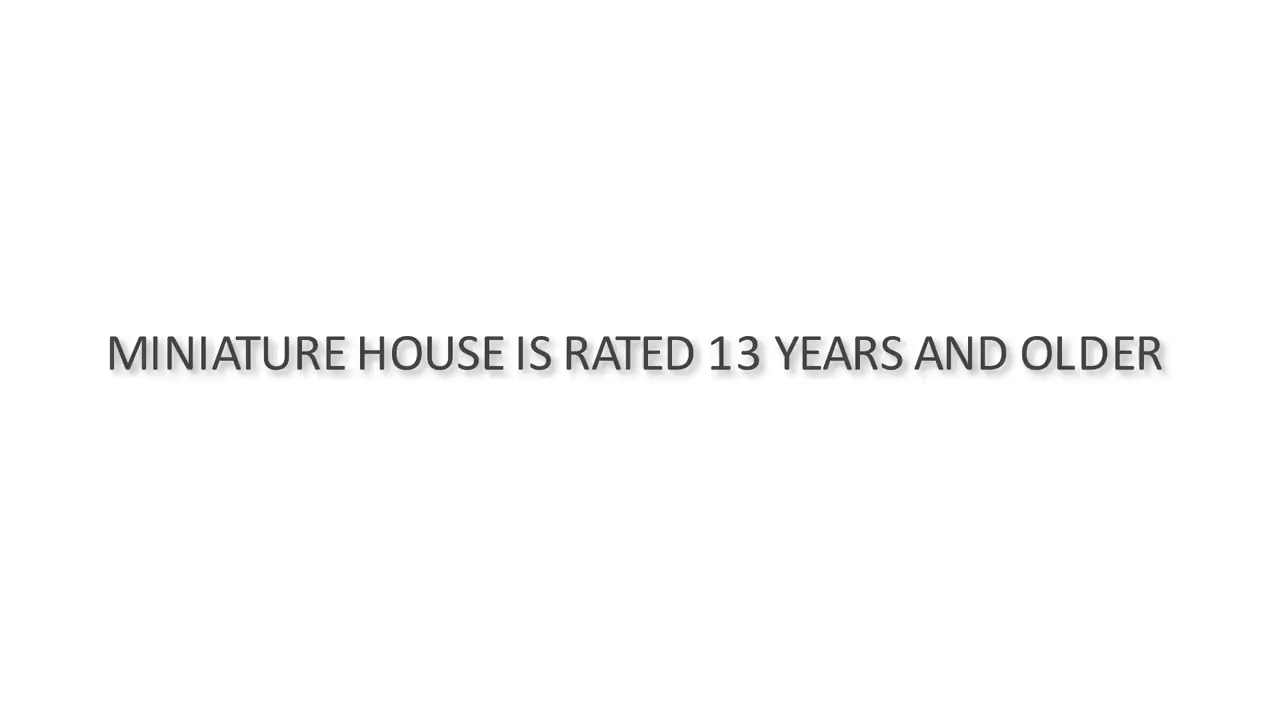 MINIATURE HOUSE IS RATED 13 YEARS AND OLDER